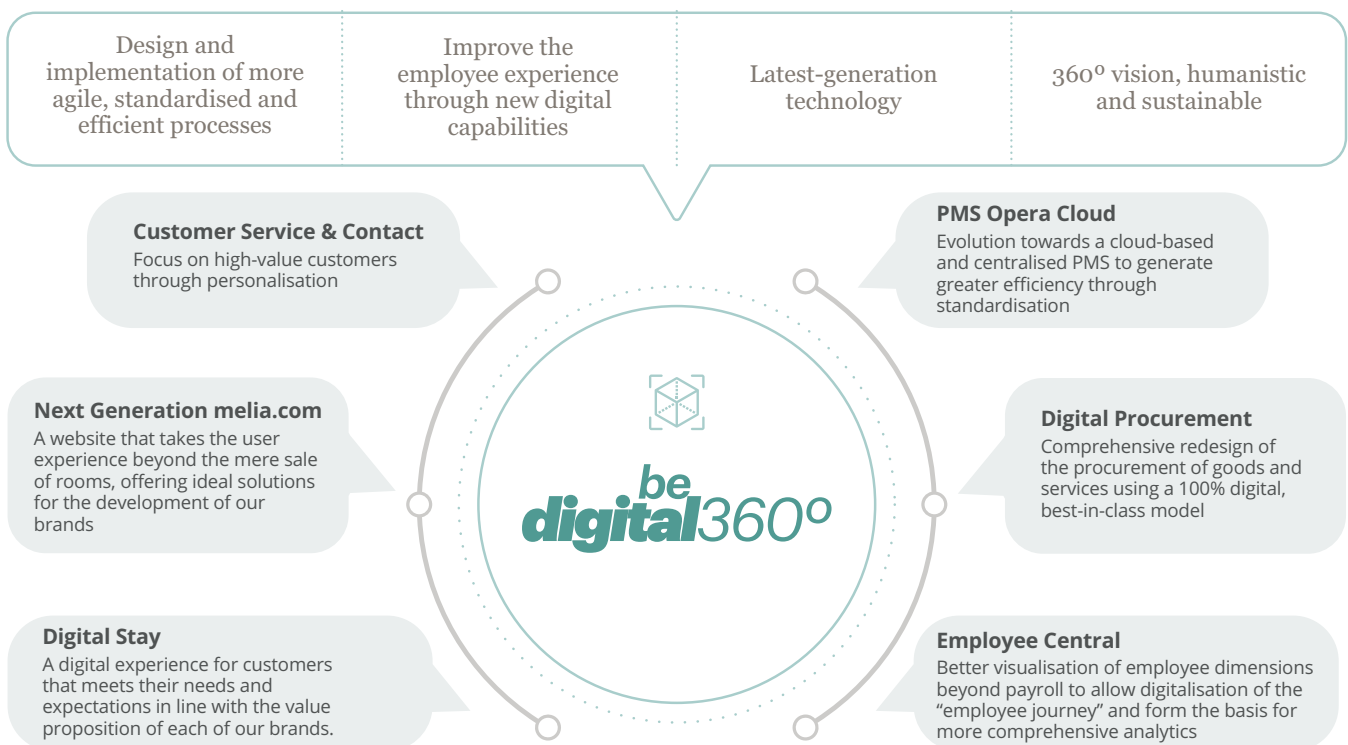 Design and
implementation of more
agile, standardised and
efficient processes
Improve the
employee experience
through new digital
capabilities
Latest-generation
technology
360º vision, humanistic
and sustainable
Customer Service & Contact
Focus on high-value customers
through personalisation
PMS Opera Cloud
Evolution towards a cloud-based
and centralised PMS to generate
greater efficiency through
standardisation
Next Generation melia.com
A website that takes the user
experience beyond the mere sale
of rooms, offering ideal solutions
for the development of our
brands
be
digital360º
Digital Procurement
Comprehensive redesign of
the procurement of goods and
services using a 100% digital,
best-in-class model
Digital Stay
A digital experience for customers
that meets their needs and
expectations in line with the value
proposition of each of our brands.
Employee Central
Better visualisation of employee dimensions
beyond payroll to allow digitalisation of the
“employee journey” and form the basis for
more comprehensive analytics